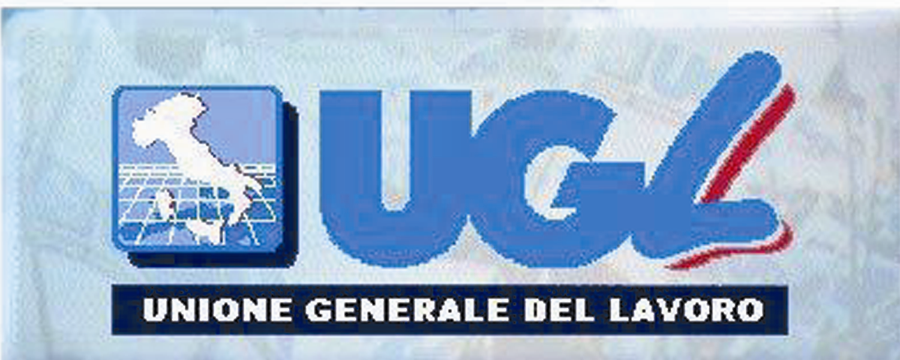 UGL
UNIONE GENERALE DEL LAVORO